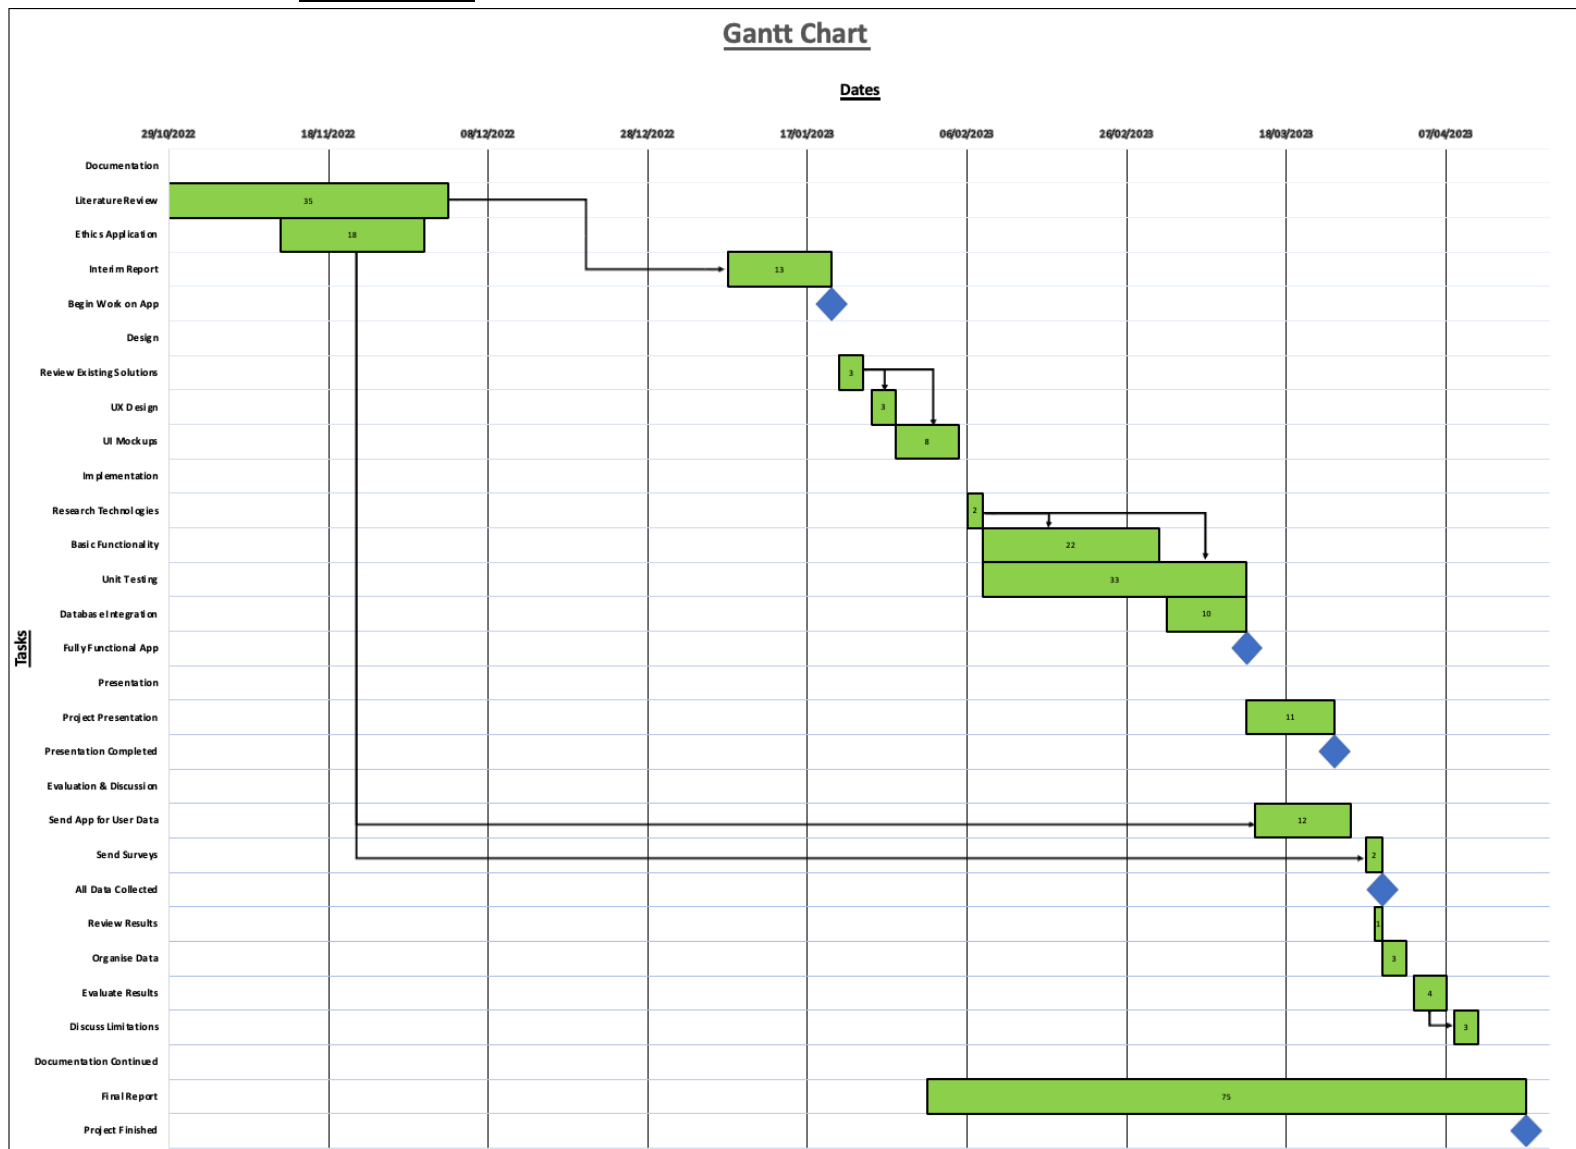 Gantt Chart
Dates
29/10/2022 18/11/2022 08/12/2022 28/12/2022 17/01/2023 06/02/2023 26/02/2023 18/03/2023 07/04/2023
Tasks
Documentation
Literature Review 35
Ethics Application 18
Interim Report 13
Begin Work on App
Design
Review Existing Solutions 3
UX Design 3
UI Mockups 8
Implementation
Research Technologies 2
Basic Functionality 22
Unit Testing 33
Database Integration 10
Fully Functional App
Presentation
Project Presentation 11
Presentation Completed
Evaluation & Discussion
Send App for User Data 12
Send Surveys 2
All Data Collected
Review Results 1
Organise Data 3
Evaluate Results 4
Discuss Limitations 3
Documentation Continued
Final Report 75
Project Finished